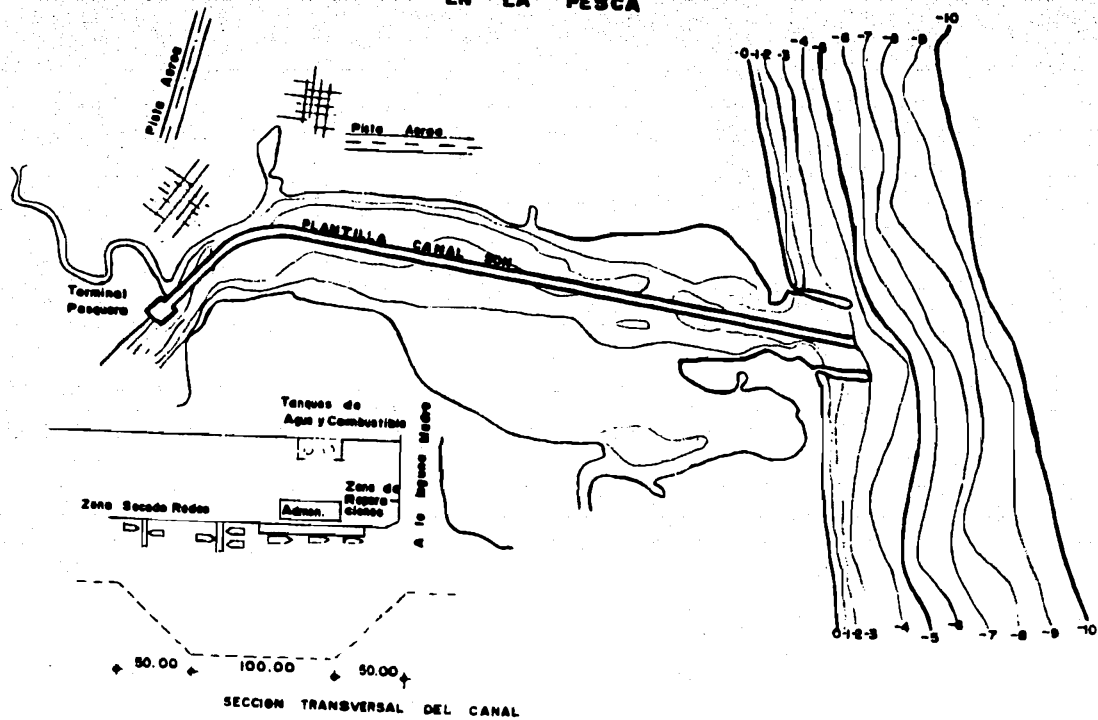 EN LA PESCA
-10
0 -1 -2 -3 -4 -5 -6 -7 -8 -9
Pista Aerea
Pista Aerea
PLANTILLA CANAL 50M.
Terminal
Pesquera
Tanques de
Agua y Combustible
Zona Secado Redes
Admon.
Zona de
Repara
ciones
A la laguna Madre
0 -1 -2 -3 -4 -5 -6 -7 -8 -9 -10
50.00 100.00 50.00
SECCION TRANSVERSAL DEL CANAL